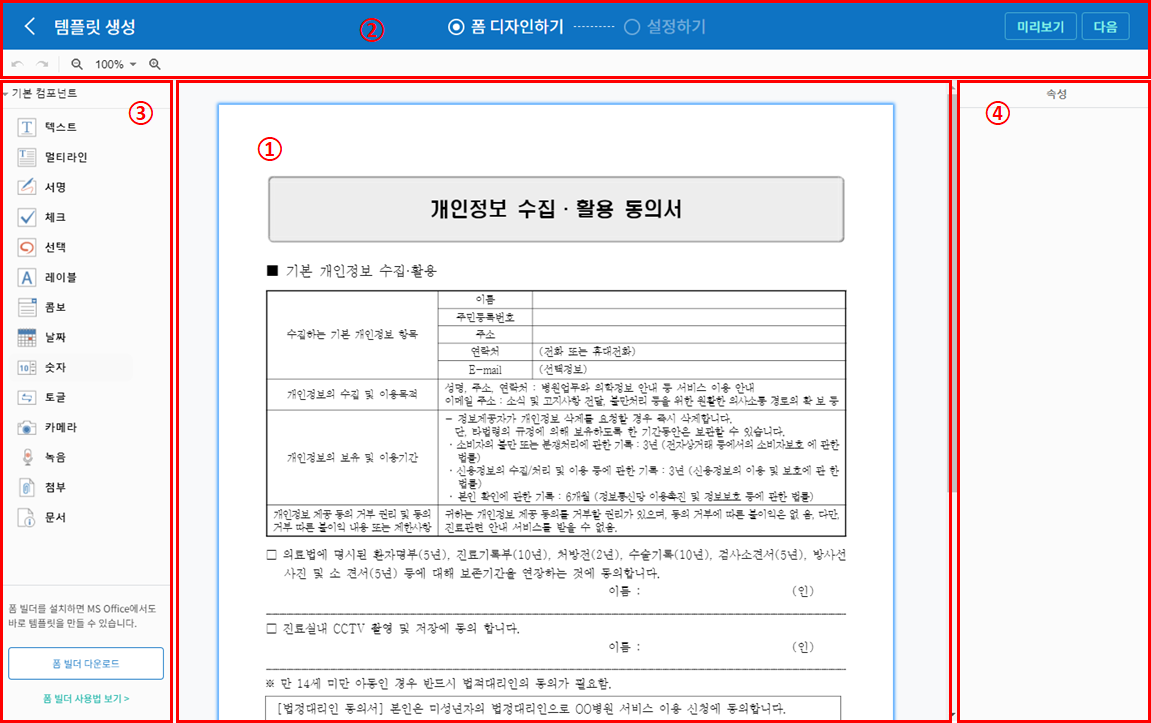 템플릿 생성
②
폼 디자인하기
설정하기
미리보기
다음
100%
기본 컴포넌트
③
텍스트
멀티라인
서명
체크
선택
레이블
콤보
날짜
숫자
토글
카메라
녹음
첨부
문서
폼 빌더를 설치하면 MS Office에서도
바로 템플릿을 만들 수 있습니다.
폼 빌더 다운로드
폼 빌더 사용법 보기 >
①
개인정보 수집 · 활용 동의서
■ 기본 개인정보 수집·활용
수집하는 기본 개인정보 항목
이름
주민등록번호
주소
연락처 (전화 또는 휴대전화)
E-mail (선택정보)
개인정보의 수집 및 이용목적
성명, 주소, 연락처 : 병원업무와 의학정보 안내 등 서비스 이용 안내
이메일 주소 : 소식 및 고지사항 전달, 불만처리 등을 위한 원활한 의사소통 경로의 확 보 등
개인정보의 보유 및 이용기간
- 정보제공자가 개인정보 삭제를 요청할 경우 즉시 삭제합니다.
단, 타법령의 규정에 의해 보유하도록 한 기간동안은 보관할 수 있습니다.
· 소비자의 불만 또는 분쟁처리에 관한 기록 : 3년 (전자상거래 등에서의 소비자보호 에 관한
법률)
· 신용정보의 수집/처리 및 이용 등에 관한 기록 : 3년 (신용정보의 이용 및 보호에 관 한
법률)
· 본인 확인에 관한 기록 : 6개월 (정보통신망 이용촉진 및 정보보호 등에 관한 법률)
개인정보 제공 동의 거부 권리 및 동의
거부 따른 불이익 내용 또는 제한사항
귀하는 개인정보 제공 동의를 거부할 권리가 있으며, 동의 거부에 따른 불이익은 없 음, 다만,
진료관련 안내 서비스를 받을 수 없음.
□ 의료법에 명시된 환자명부(5년), 진료기록부(10년), 처방전(2년), 수술기록(10년), 검사소견서(5년), 방사선
사진 및 소 견서(5년) 등에 대해 보존기간을 연장하는 것에 동의합니다.
이름 : (인)
□ 진료실내 CCTV 촬영 및 저장에 동의 합니다.
이름 : (인)
※ 만 14세 미만 아동인 경우 반드시 법적대리인의 동의가 필요함.
[법정대리인 동의서] 본인은 미성년자의 법정대리인으로 OO병원 서비스 이용 신청에 동의합니다.
속성
④